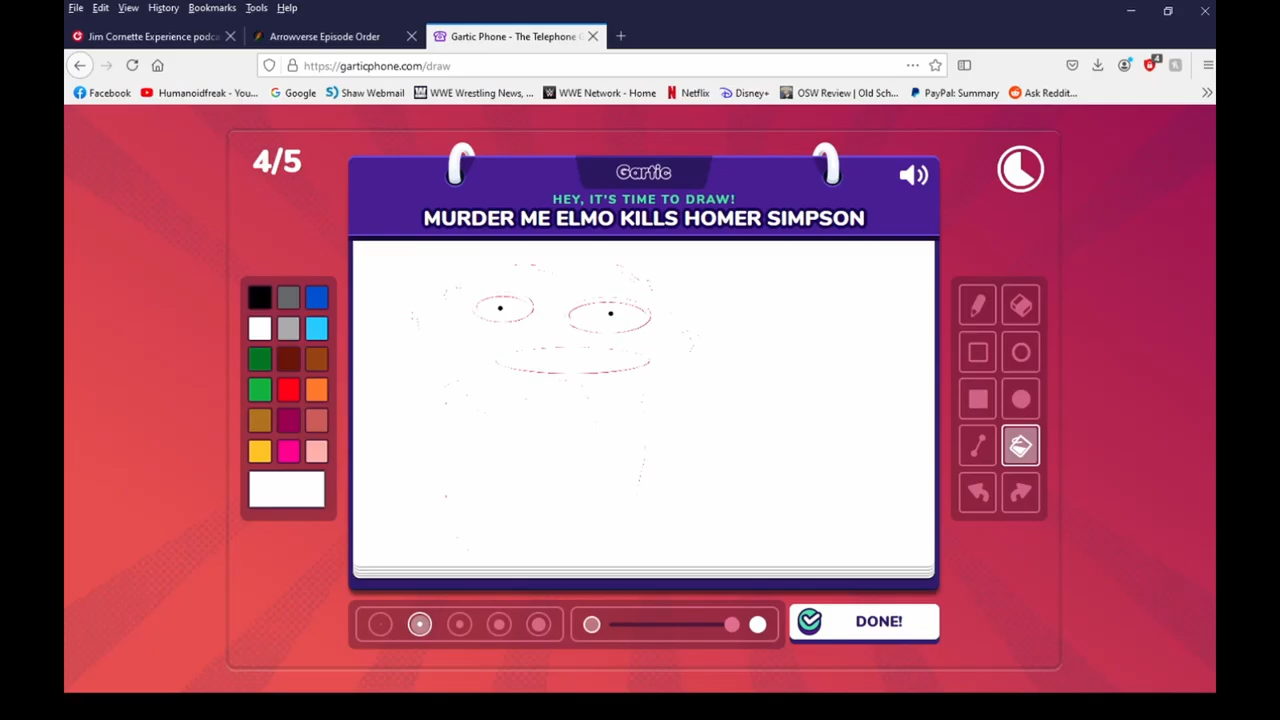 File Edit View History Bookmarks Tools Help
Jim Cornette Experience podca Arrowverse Episode Order Gartic Phone - The Telephone G
https://garticphone.com/draw
4
Facebook Humanoidfreak - You... Google Shaw Webmail WWE Wrestling News, ... WWE Network - Home Netflix Disney+ OSW Review | Old Sch... PayPal: Summary Ask Reddit...
4/5
Gartic
HEY, IT'S TIME TO DRAW!
MURDER ME ELMO KILLS HOMER SIMPSON
DONE!